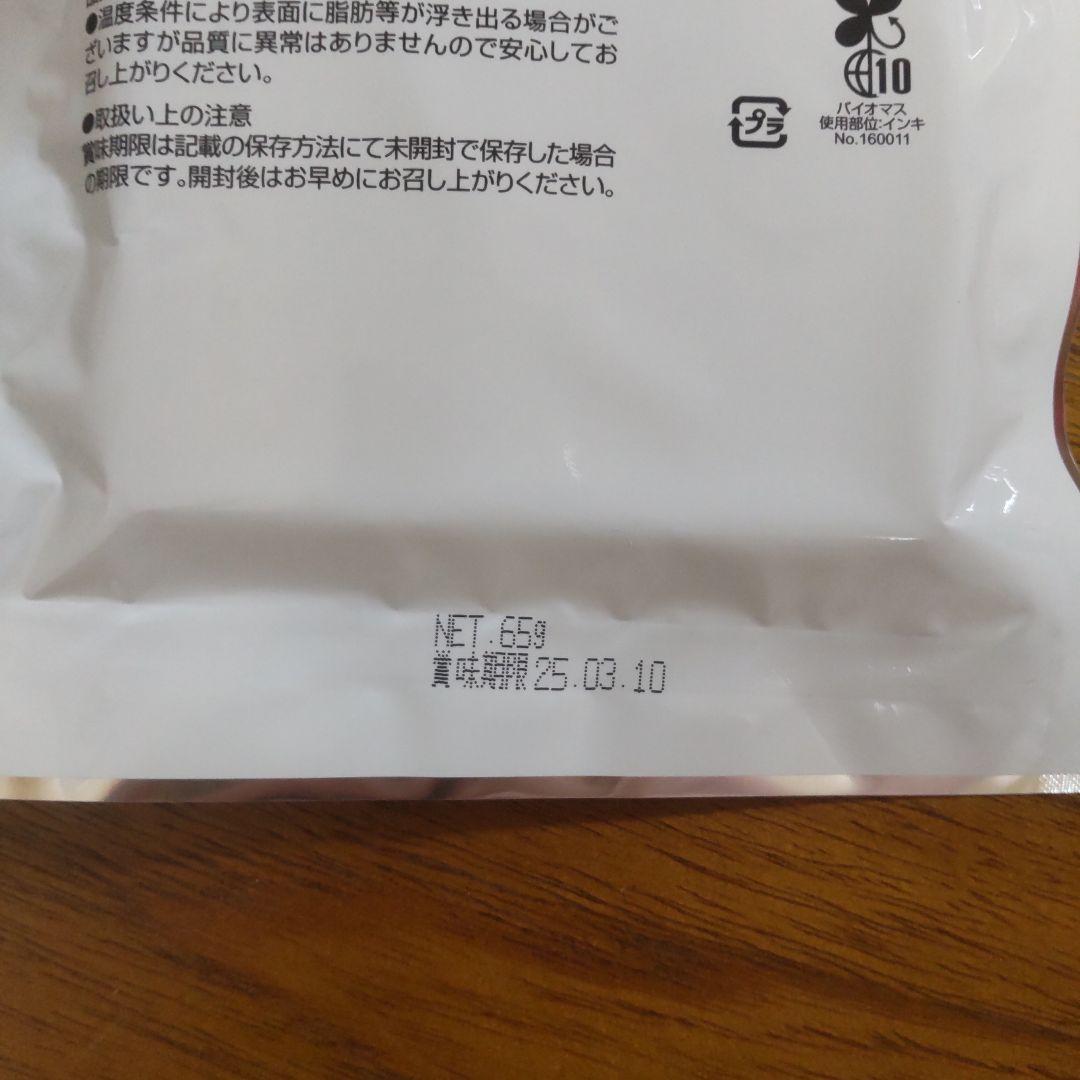 ●温度条件により表面に脂肪等が浮き出る場合がご
ざいますが品質に異常はありませんので安心してお
召し上がりください。
●取扱い上の注意
賞味期限は記載の保存方法にて未開封で保存した場合
の期限です。開封後はお早めにお召し上がりください。
10
プラ
バイオマス
使用部位:インキ
No.160011
NET.65g
賞味期限25.03.10